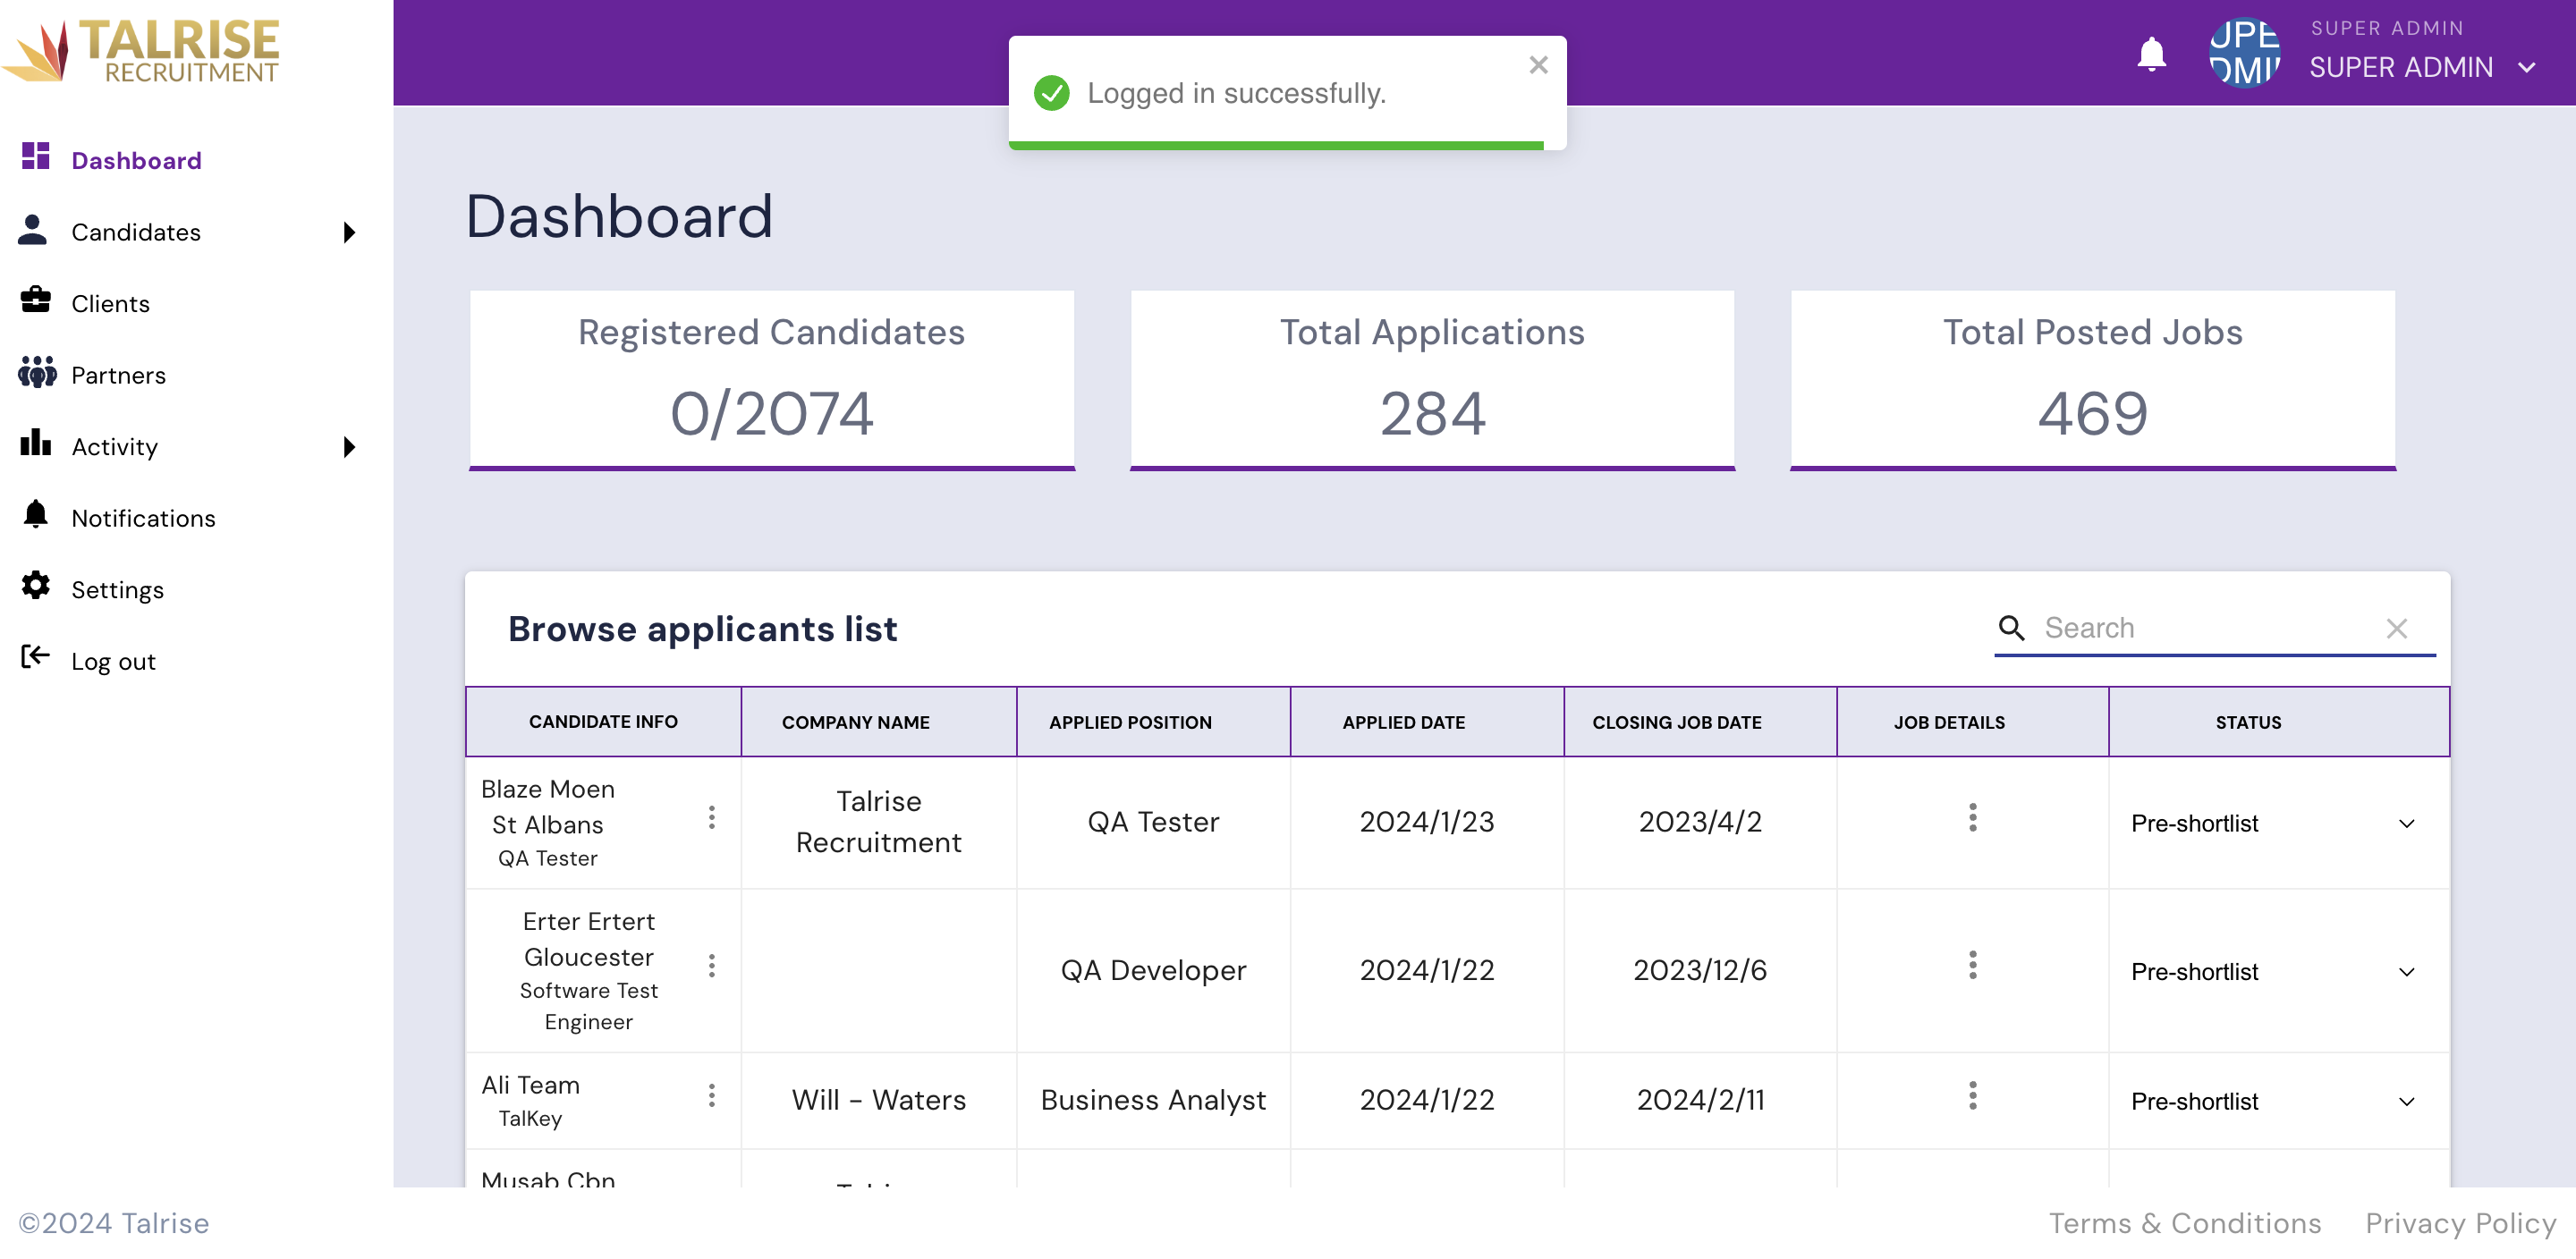 TALRISE
RECRUITMENT
SUPER ADMIN
SUPER ADMIN
Logged in successfully.
Dashboard
Candidates
Clients
Partners
Activity
Notifications
Settings
Log out
Dashboard
Registered Candidates
0/2074
Total Applications
284
Total Posted Jobs
469
Browse applicants list
Search
CANDIDATE INFO
COMPANY NAME
APPLIED POSITION
APPLIED DATE
CLOSING JOB DATE
JOB DETAILS
STATUS
Blaze Moen
St Albans
QA Tester
Talrise
Recruitment
QA Tester
2024/1/23
2023/4/2
Pre-shortlist
Erter Ertert
Gloucester
Software Test
Engineer
QA Developer
2024/1/22
2023/12/6
Pre-shortlist
Ali Team
TalKey
Will - Waters
Business Analyst
2024/1/22
2024/2/11
Pre-shortlist
Musab Cbn
©2024 Talrise
Terms & Conditions
Privacy Policy